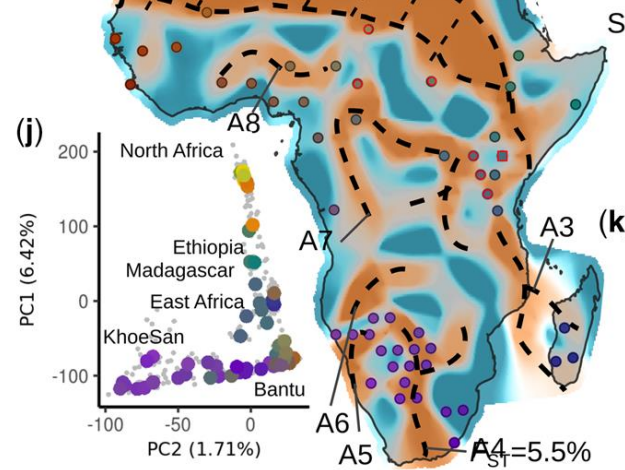 S
A8
(j)
200
100
0
-100
PC1 (6.42%)
North Africa
Ethiopia
Madagascar
East Africa
KhoeSan
Bantu
-100
-50
0
PC2 (1.71%)
A7
A3
(k
A6
A5
A4
FST=5.5%